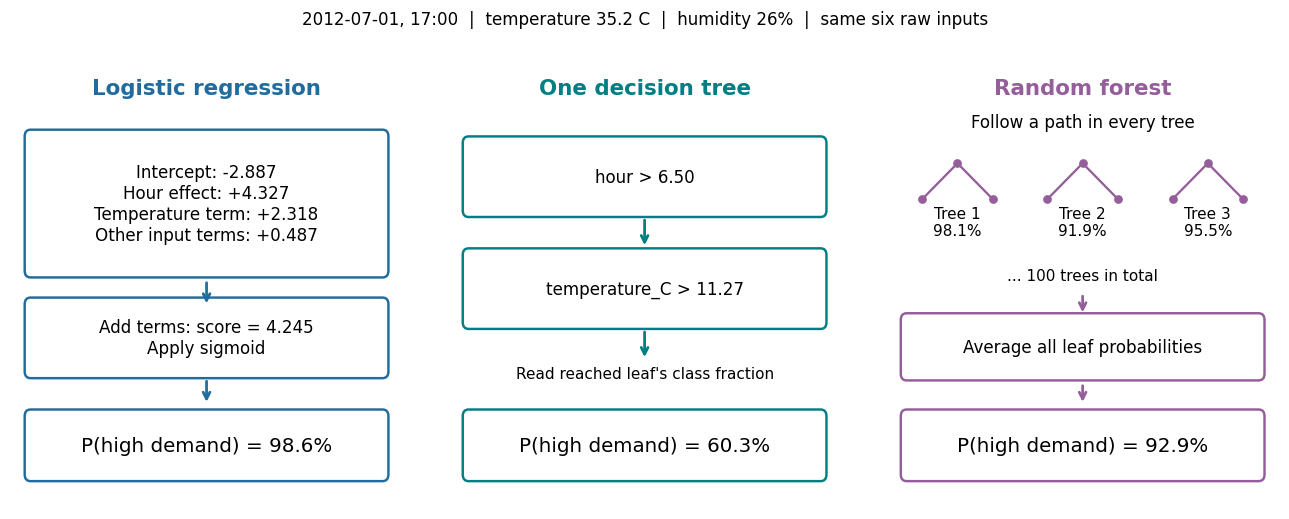 2012-07-01, 17:00 | temperature 35.2 C | humidity 26% | same six raw inputs
Logistic regression
Intercept: -2.887
Hour effect: +4.327
Temperature term: +2.318
Other input terms: +0.487
Add terms: score = 4.245
Apply sigmoid
P(high demand) = 98.6%
One decision tree
hour > 6.50
temperature_C > 11.27
Read reached leaf's class fraction
P(high demand) = 60.3%
Random forest
Follow a path in every tree
Tree 1
98.1%
Tree 2
91.9%
Tree 3
95.5%
... 100 trees in total
Average all leaf probabilities
P(high demand) = 92.9%